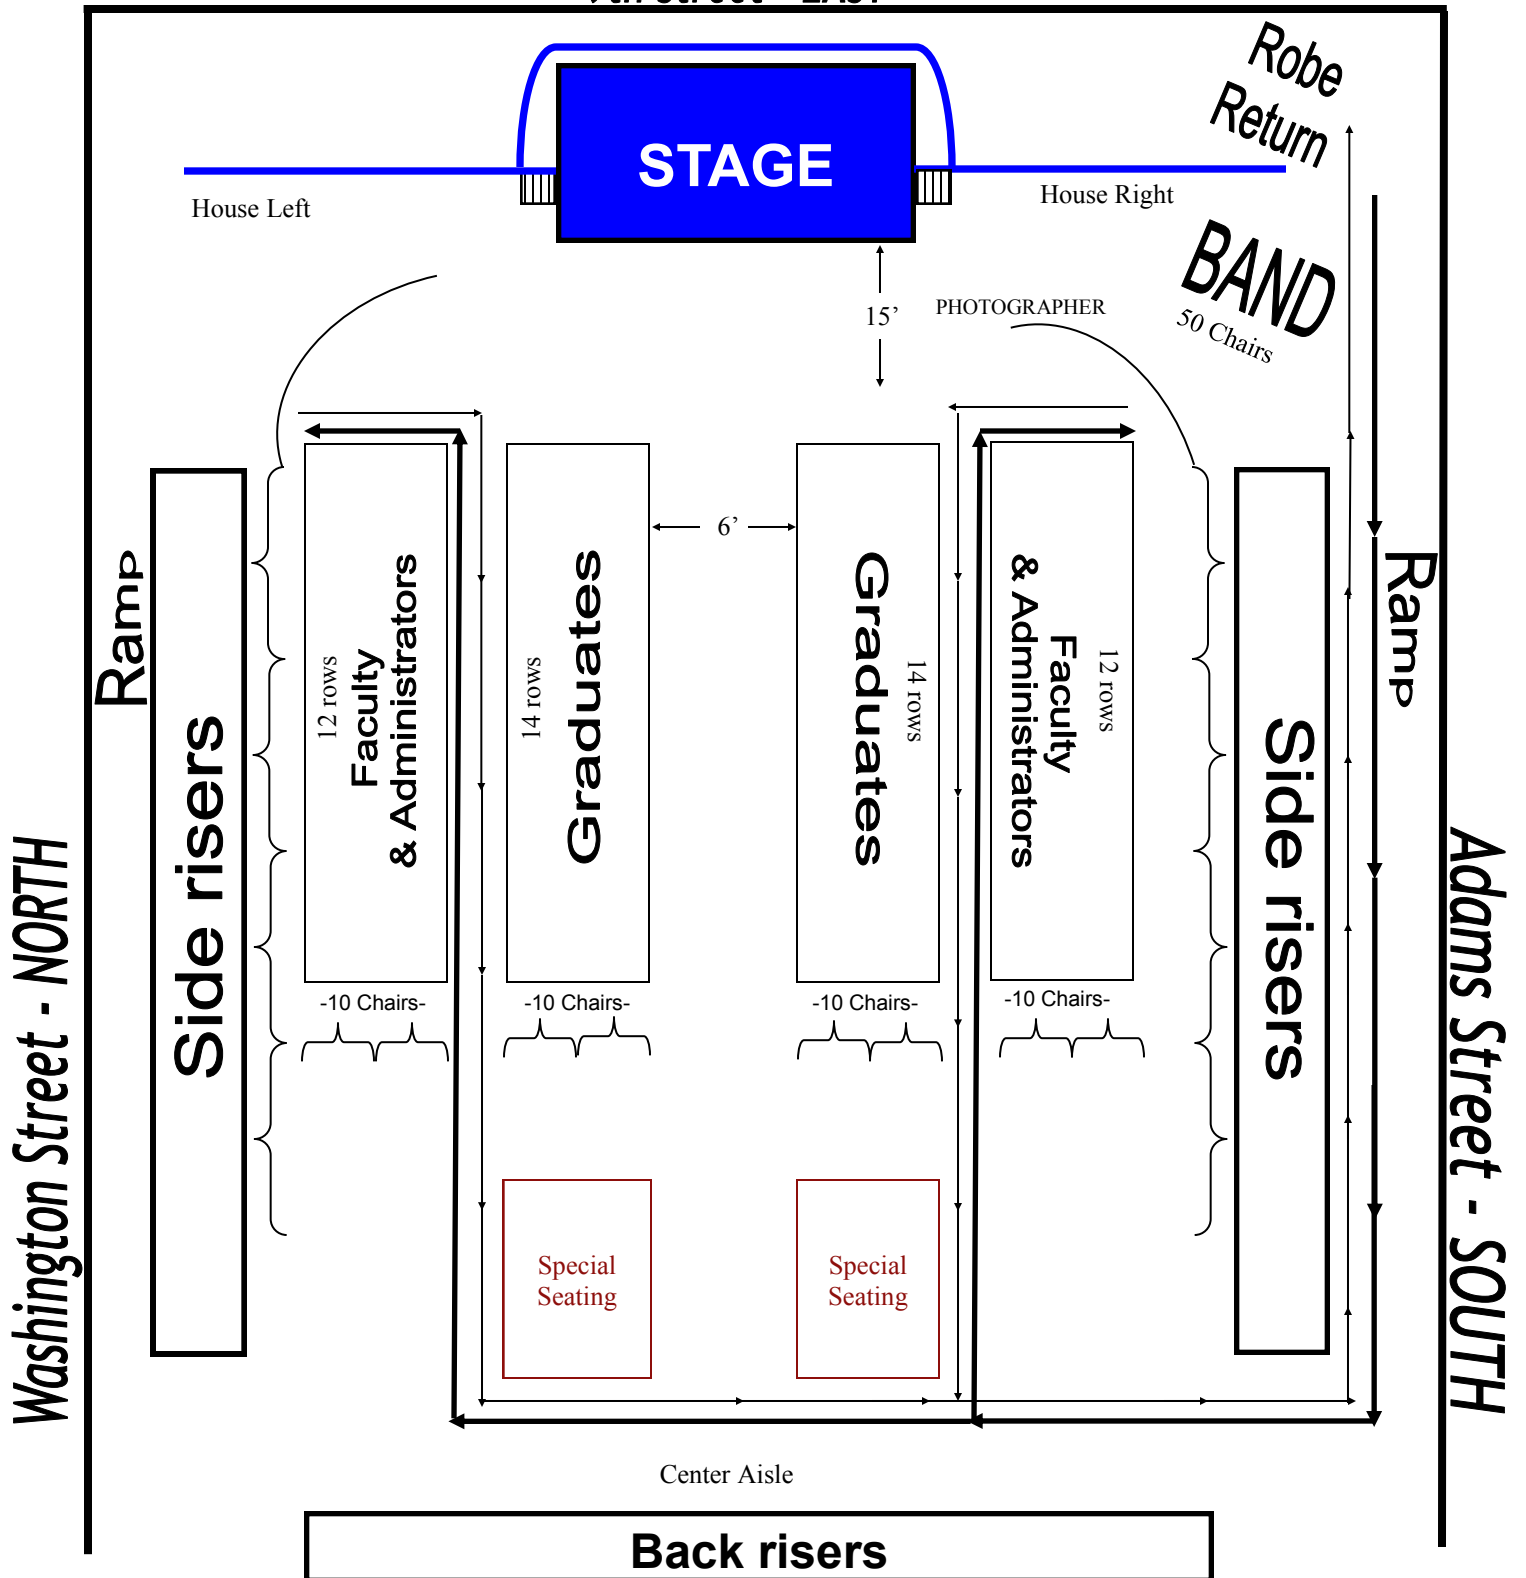 Robe
Return
STAGE
House Left
House Right
BAND
50 Chairs
15’
PHOTOGRAPHER
6’
Ramp
Ramp
Side risers
12 rows
Faculty
& Administrators
14 rows
Graduates
Graduates
14 rows
& Administrators
Faculty
12 rows
Side risers
Washington Street - NORTH
Adams Street - SOUTH
-10 Chairs-
-10 Chairs-
-10 Chairs-
-10 Chairs-
Special
Seating
Special
Seating
Center Aisle
Back risers